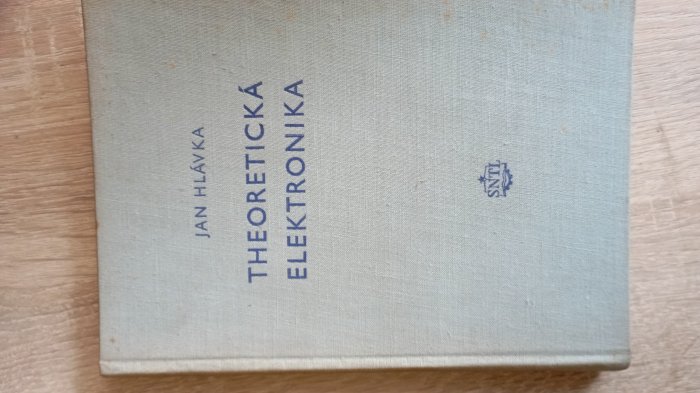 JAN HLÁVKA
THEORETICKÁ
ELEKTRONIKA
SNTL